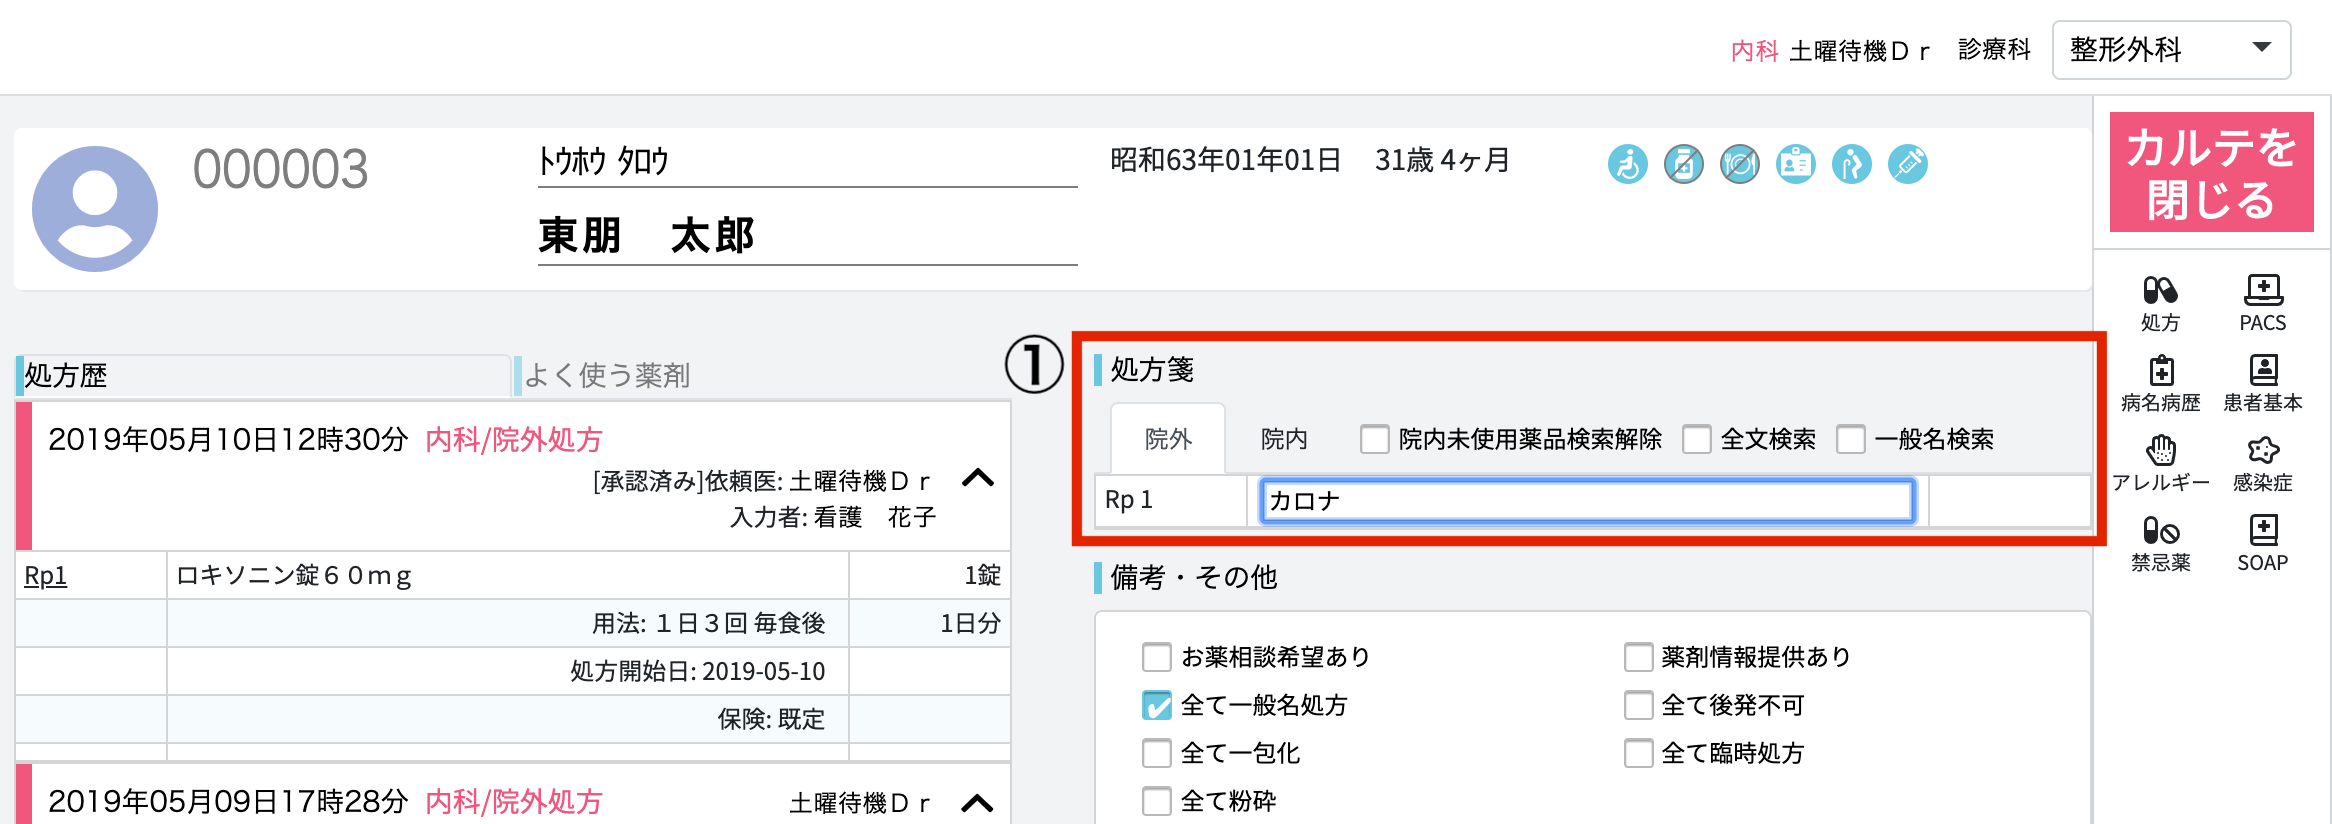 内科 土曜待機Ｄｒ 診療科 整形外科
000003
ﾄｳﾎｳ ﾀﾛｳ
昭和63年01年01日 31歳 4ヶ月
東朋　太郎
カルテを
閉じる
処方 PACS
病名病歴 患者基本
アレルギー 感染症
禁忌薬 SOAP
処方歴 よく使う薬剤
2019年05月10日12時30分 内科/院外処方
[承認済み]依頼医: 土曜待機Ｄｒ
入力者: 看護　花子
Rp1 ロキソニン錠６０ｍｇ 1錠
用法: １日３回 毎食後 1日分
処方開始日: 2019-05-10
保険: 既定
2019年05月09日17時28分 内科/院外処方
土曜待機Ｄｒ
①
処方箋
院外 院内 院内未使用薬品検索解除 全文検索 一般名検索
Rp 1 カロナ
備考・その他
お薬相談希望あり 薬剤情報提供あり
全て一般名処方 全て後発不可
全て一包化 全て臨時処方
全て粉砕